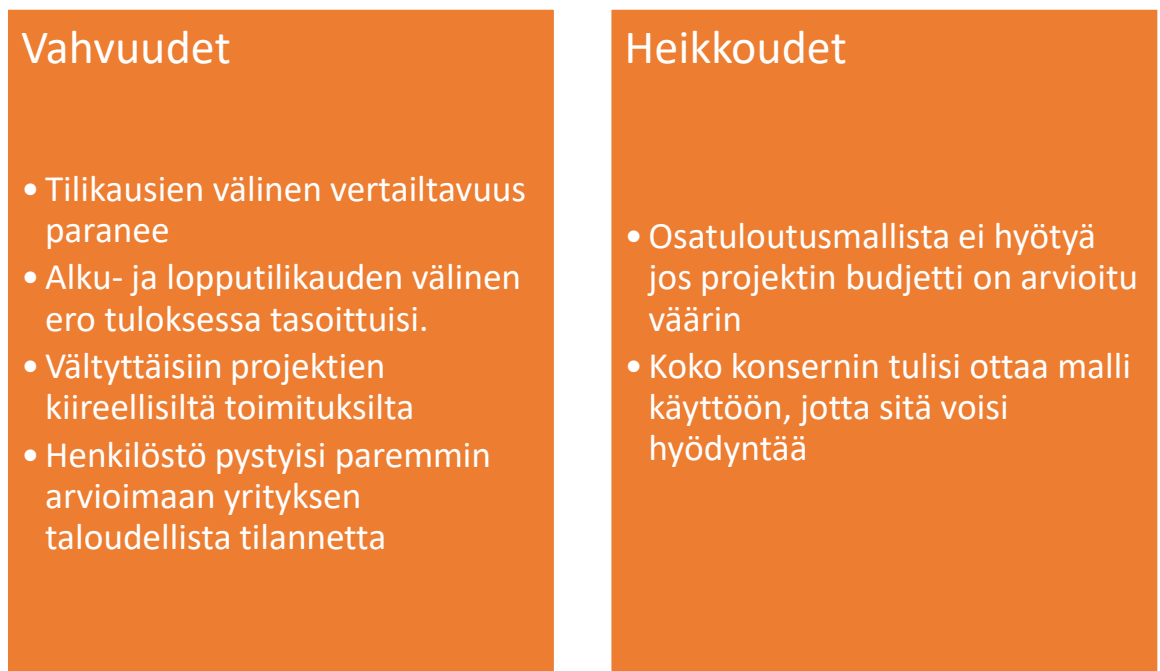 Vahvuudet
• Tilikausien välinen vertailtavuus
paranee
• Alku- ja lopputilikauden välinen
ero tuloksessa tasoittuisi.
• Vältyttäisiin projektien
kiireellisiltä toimituksilta
• Henkilöstö pystyisi paremmin
arvioimaan yrityksen
taloudellista tilannetta
Heikkoudet
• Osatuloutusmallista ei hyötyä
jos projektin budjetti on arvioitu
väärin
• Koko konsernin tulisi ottaa malli
käyttöön, jotta sitä voisi
hyödyntää